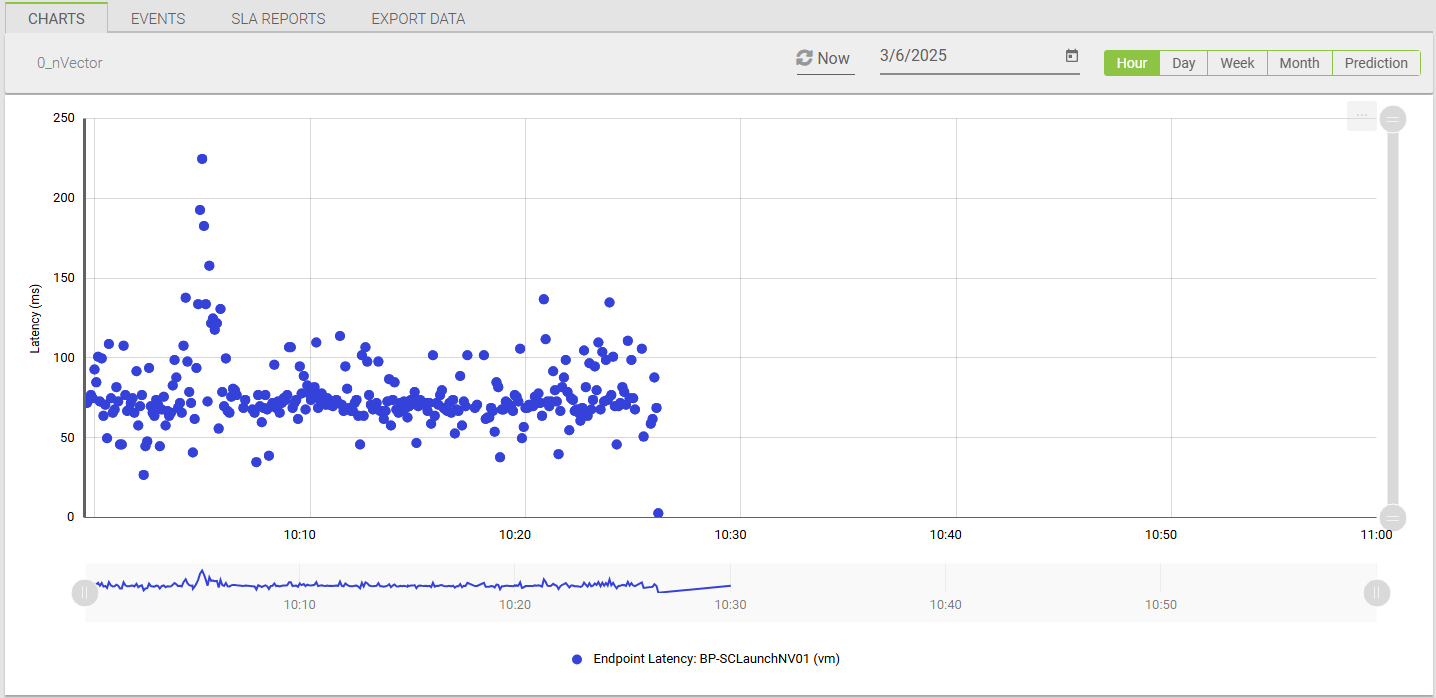 CHARTS EVENTS SLA REPORTS EXPORT DATA
0_nVector Now 3/6/2025 Hour Day Week Month Prediction
...
250
200
150
100
50
0
Latency (ms)
10:10 10:20 10:30 10:40 10:50 11:00
10:10 10:20 10:30 10:40 10:50
Endpoint Latency: BP-SCLaunchNV01 (vm)